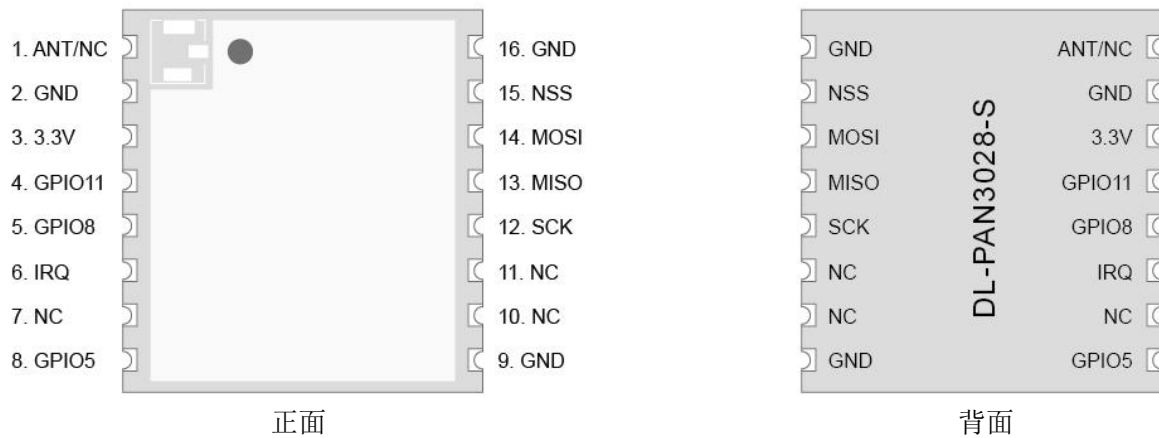 1. ANT/NC
2. GND
3. 3.3V
4. GPIO11
5. GPIO8
6. IRQ
7. NC
8. GPIO5
16. GND
15. NSS
14. MOSI
13. MISO
12. SCK
11. NC
10. NC
9. GND
正面
GND
NSS
MOSI
MISO
SCK
NC
NC
GND
DL-PAN3028-S
ANT/NC
GND
3.3V
GPIO11
GPIO8
IRQ
NC
GPIO5
背面